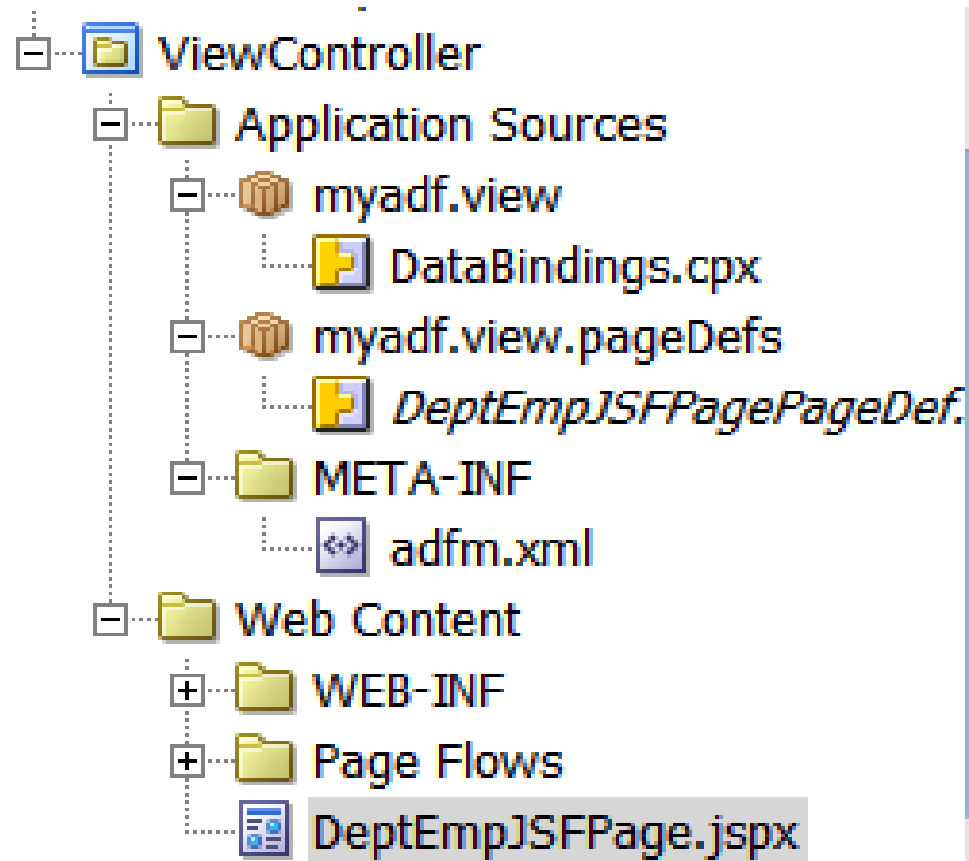 ViewController
Application Sources
myadf.view
DataBindings.cpx
myadf.view.pageDefs
DeptEmpJSFPagePageDef.
META-INF
adfm.xml
Web Content
WEB-INF
Page Flows
DeptEmpJSFPage.jspx